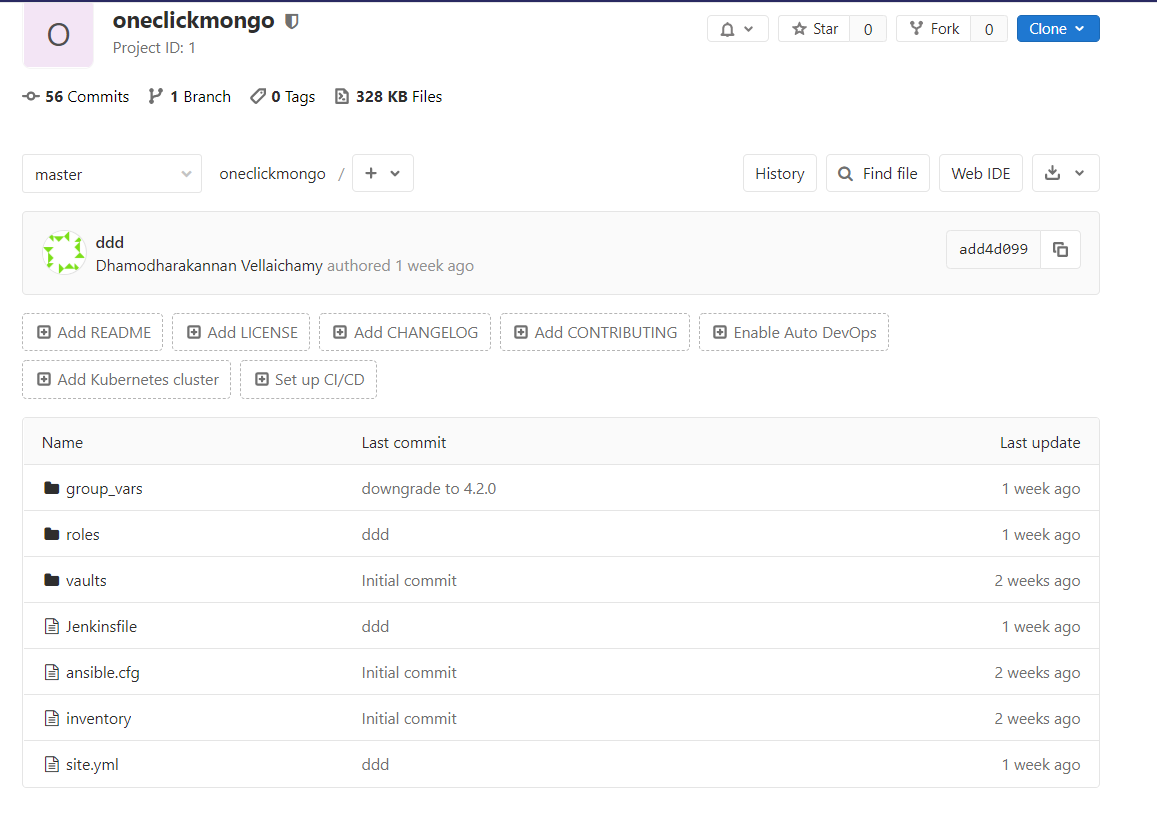 O
oneclickmongo
Project ID: 1
Star 0 Fork 0 Clone
56 Commits 1 Branch 0 Tags 328 KB Files
master oneclickmongo / + History Find file Web IDE
ddd
Dhamodharakannan Vellaichamy authored 1 week ago
add4d099
Add README Add LICENSE Add CHANGELOG Add CONTRIBUTING Enable Auto DevOps
Add Kubernetes cluster Set up CI/CD
Name Last commit Last update
group_vars downgrade to 4.2.0 1 week ago
roles ddd 1 week ago
vaults Initial commit 2 weeks ago
Jenkinsfile ddd 1 week ago
ansible.cfg Initial commit 2 weeks ago
inventory Initial commit 2 weeks ago
site.yml ddd 1 week ago